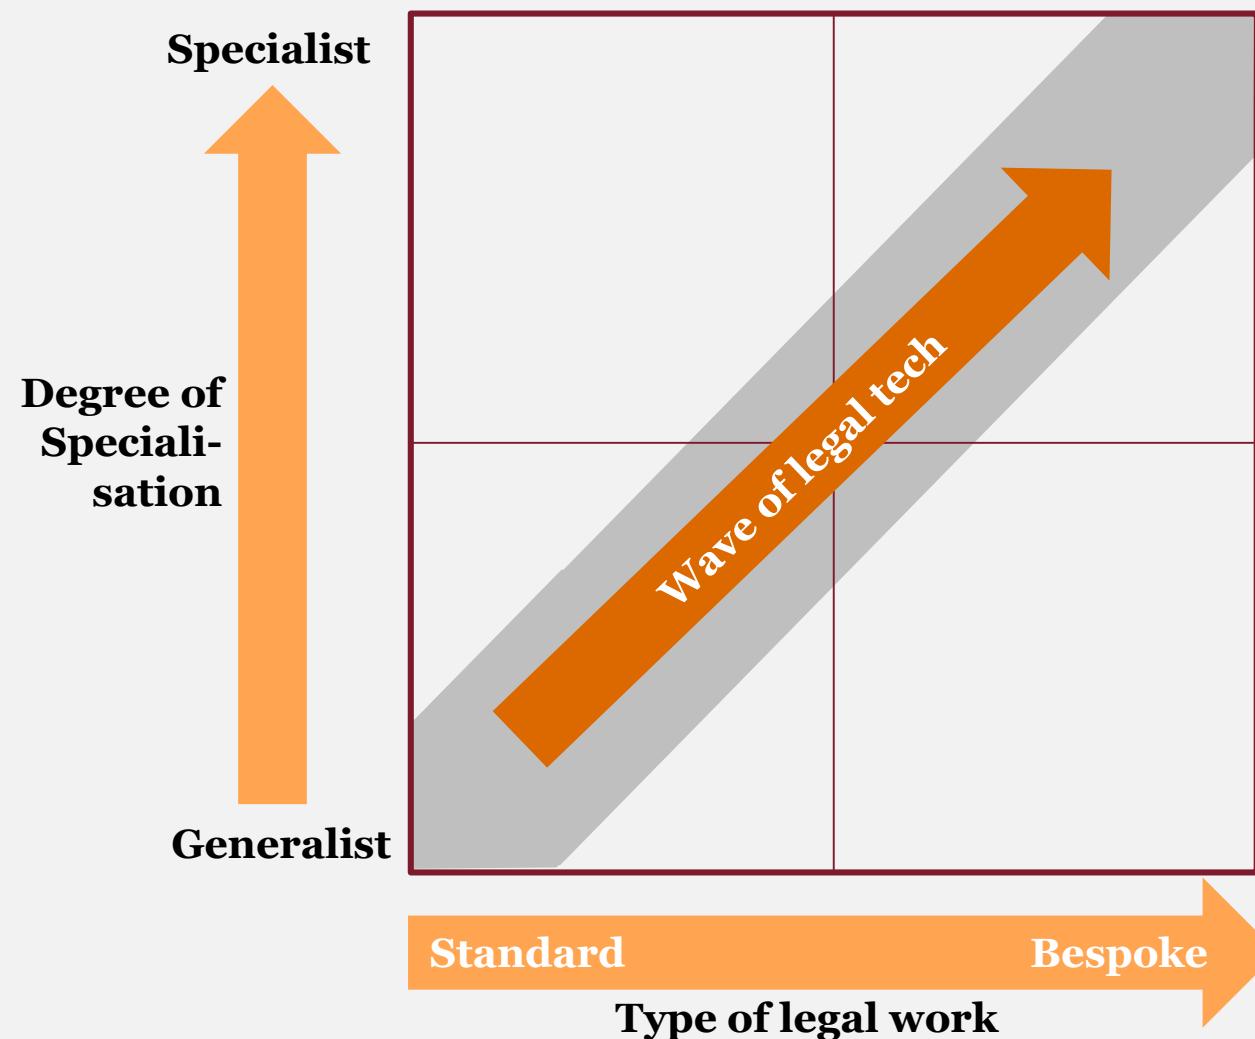 Specialist
Degree of
Speciali-
sation
Wave of legal tech
Generalist
Standard
Bespoke
Type of legal work